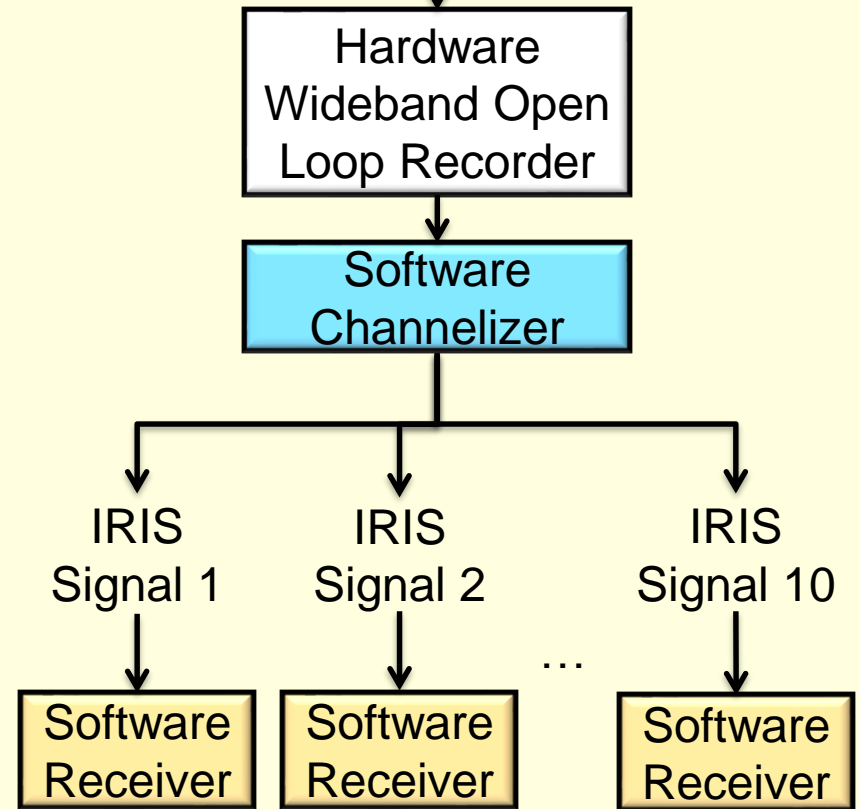 Hardware
Wideband Open
Loop Recorder
Software
Channelizer
IRIS
Signal 1
IRIS
Signal 2
IRIS
Signal 10
...
Software
Receiver
Software
Receiver
Software
Receiver